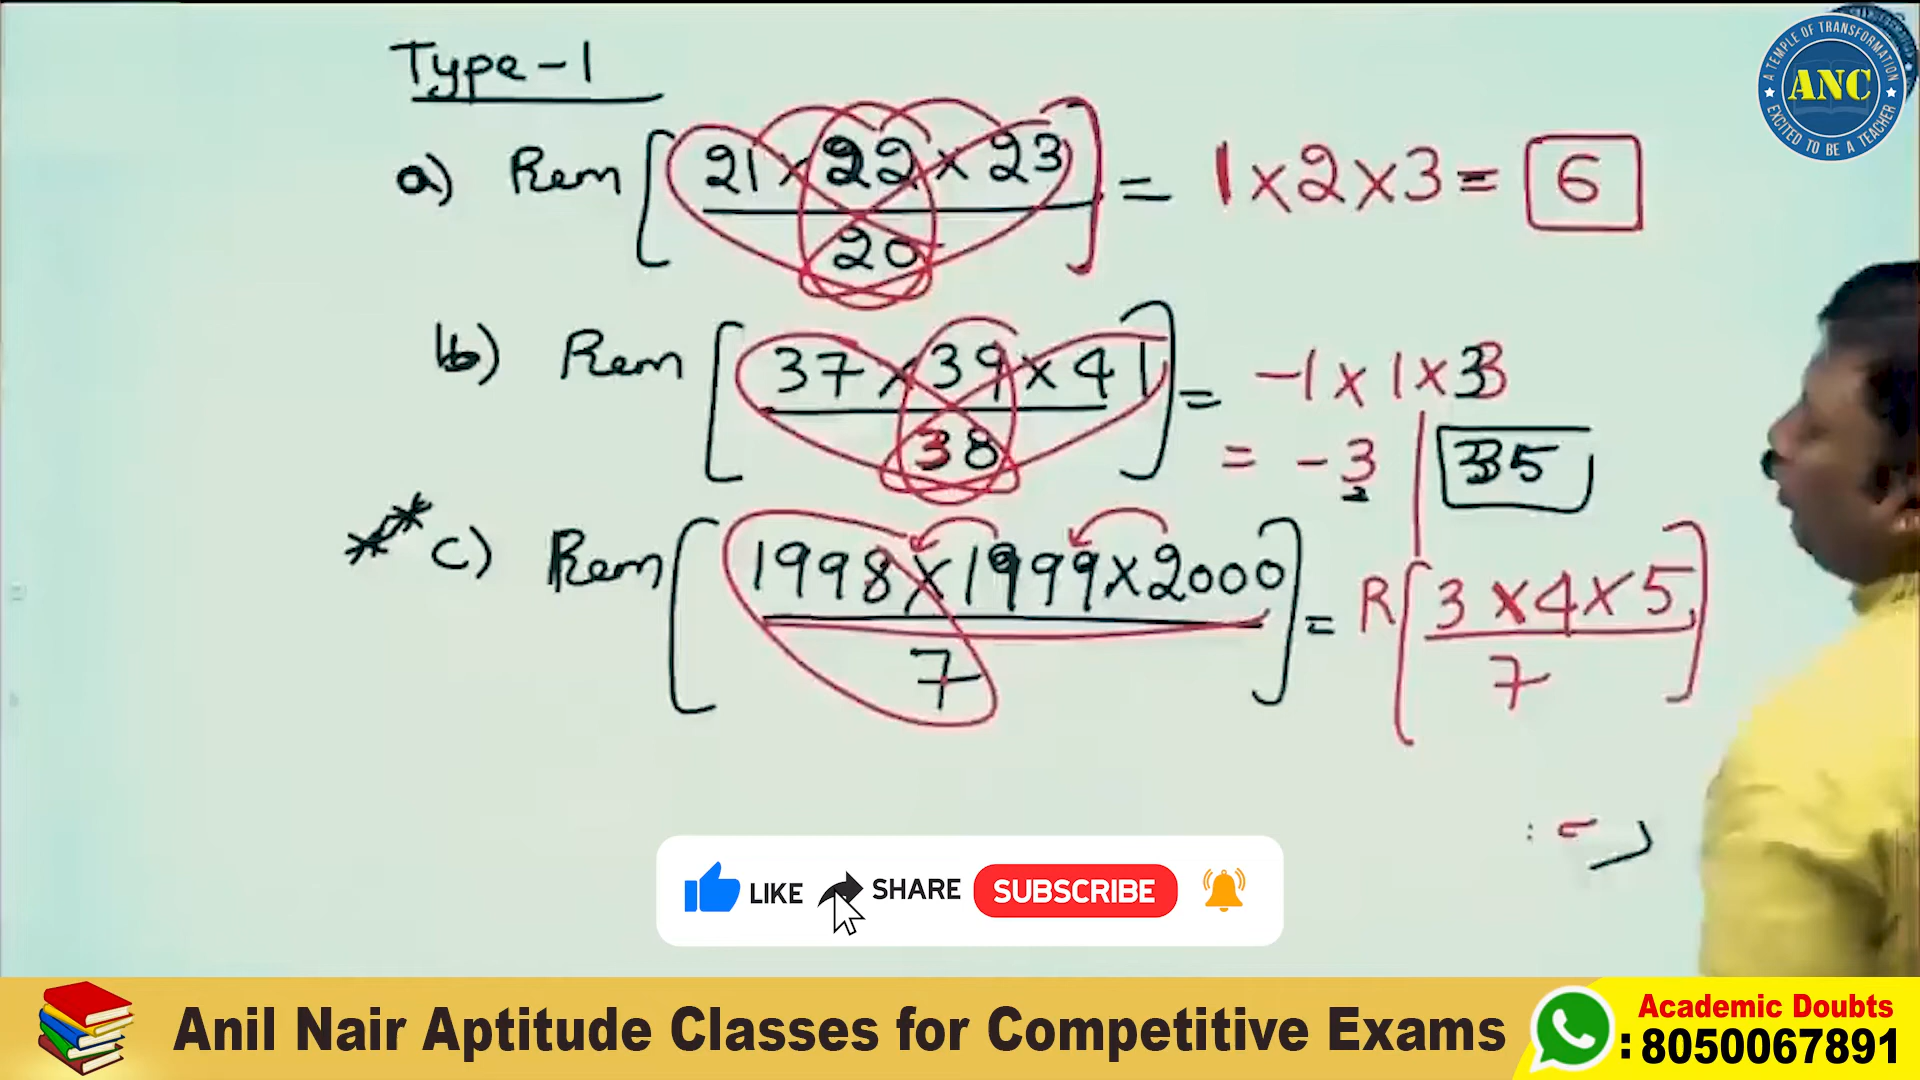 Type-1
A TEMPLE OF TRANSFORMATION
ANC
EXCITED TO BE A TEACHER
a) Rem [ 21 x 22 x 23 / 20 ] = 1 x 2 x 3 = 6
b) Rem [ 37 x 39 x 41 / 38 ] = -1 x 1 x 3
= -3 | 35
** c) Rem [ 1998 x 1999 x 2000 / 7 ] = R [ 3 x 4 x 5 / 7 ]
LIKE SHARE SUBSCRIBE
Anil Nair Aptitude Classes for Competitive Exams
Academic Doubts
: 8050067891